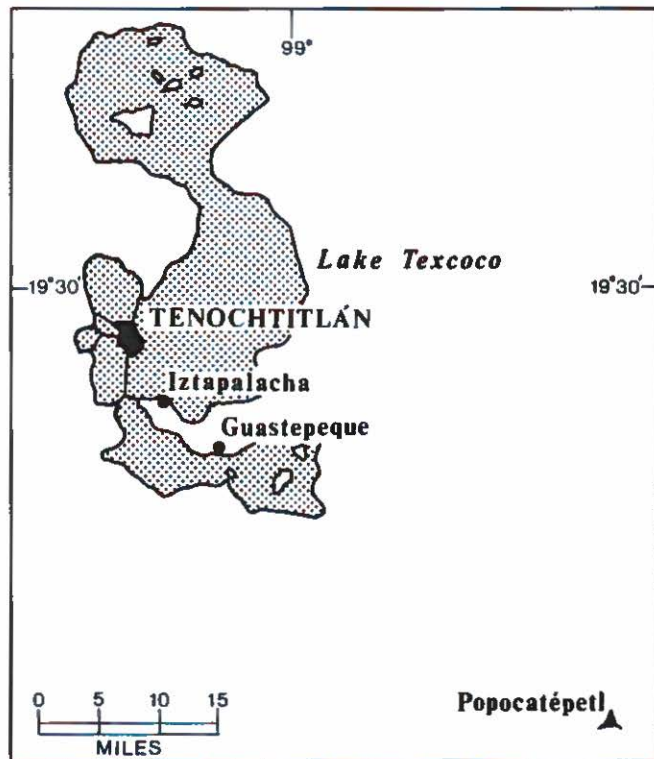 99°
Lake Texcoco
19°30'
19°30'
TENOCHTITLÁN
Iztapalacha
Guastepeque
0 5 10 15
MILES
Popocatépetl